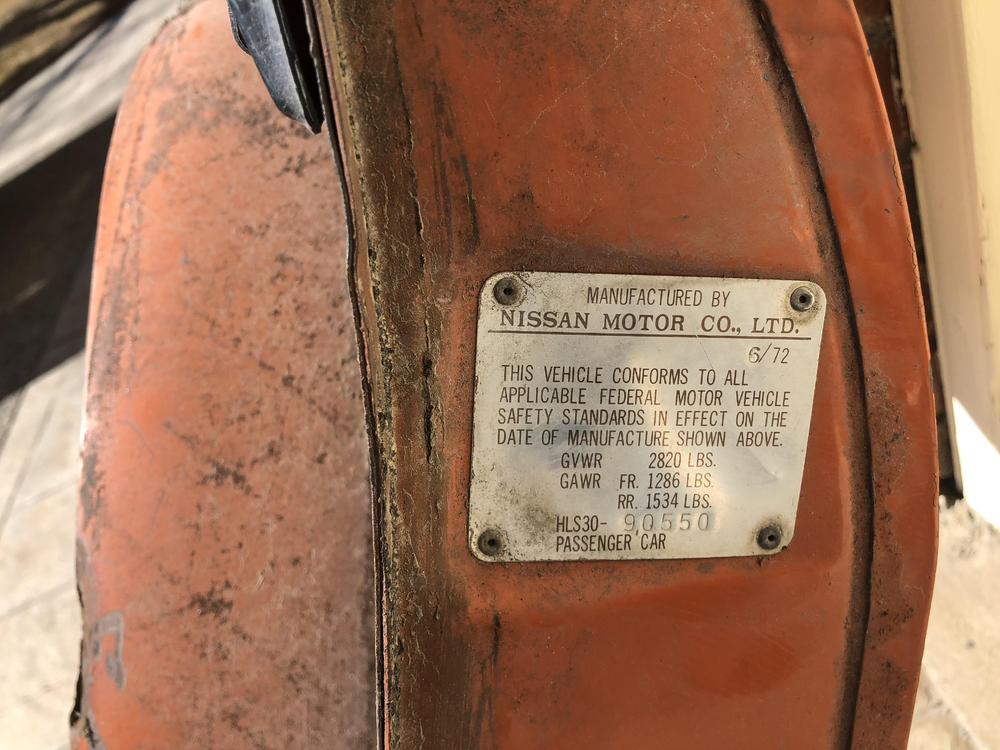 MANUFACTURED BY
NISSAN MOTOR CO., LTD.
6/72
THIS VEHICLE CONFORMS TO ALL
APPLICABLE FEDERAL MOTOR VEHICLE
SAFETY STANDARDS IN EFFECT ON THE
DATE OF MANUFACTURE SHOWN ABOVE.
GVWR 2820 LBS.
GAWR FR. 1286 LBS.
RR. 1534 LBS.
HLS30- 90550
PASSENGER CAR